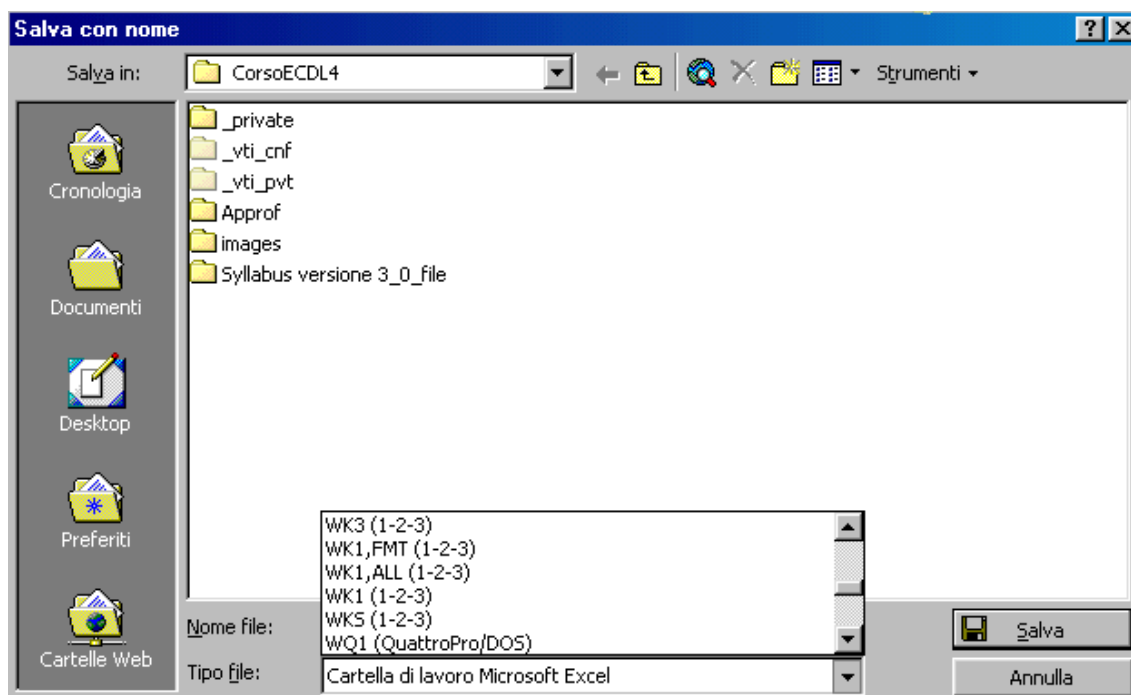 Salva con nome
Salva in:
CorsoECDL4
Strumenti
Cronologia
Documenti
Desktop
Preferiti
Cartelle Web
_private
_vti_cnf
_vti_pvt
Approf
images
Syllabus versione 3_0_file
WK3 (1-2-3)
WK1,FMT (1-2-3)
WK1,ALL (1-2-3)
WK1 (1-2-3)
WKS (1-2-3)
WQ1 (QuattroPro/DOS)
Nome file:
Salva
Tipo file:
Cartella di lavoro Microsoft Excel
Annulla